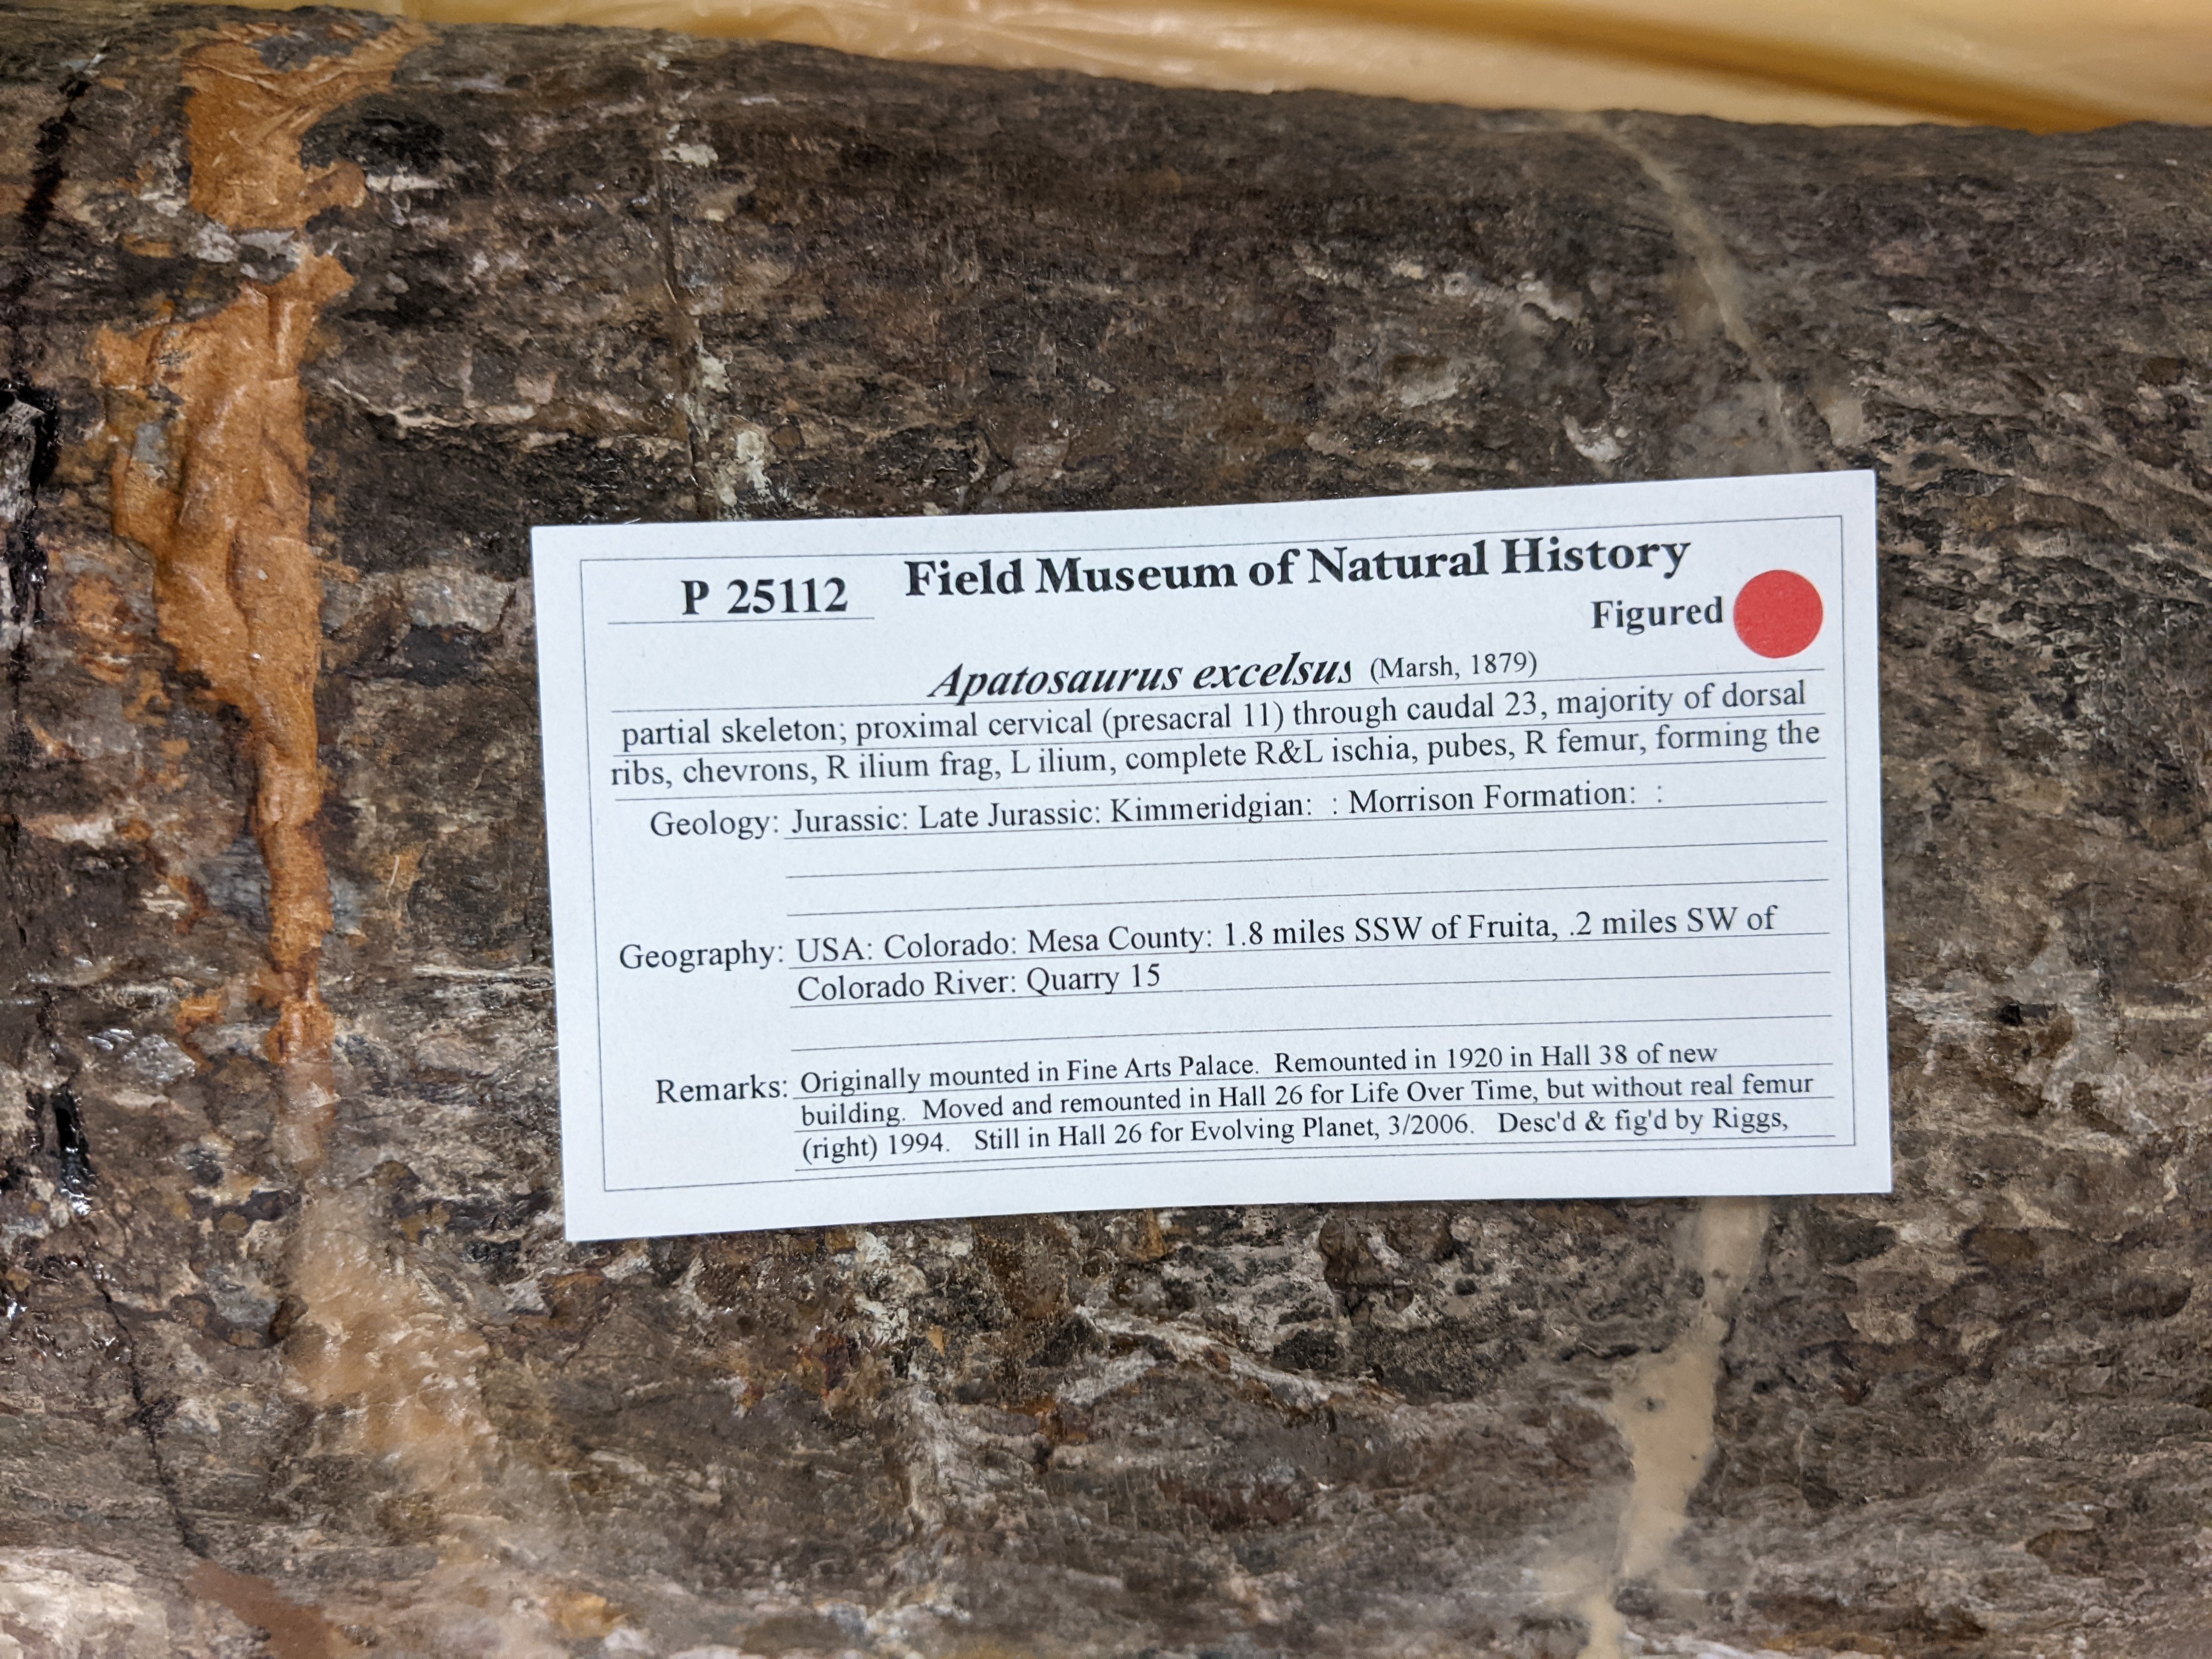 P 25112 Field Museum of Natural History
Figured
Apatosaurus excelsus (Marsh, 1879)
partial skeleton; proximal cervical (presacral 11) through caudal 23, majority of dorsal
ribs, chevrons, R ilium frag, L ilium, complete R&L ischia, pubes, R femur, forming the
Geology: Jurassic: Late Jurassic: Kimmeridgian: : Morrison Formation: :
Geography: USA: Colorado: Mesa County: 1.8 miles SSW of Fruita, .2 miles SW of
Colorado River: Quarry 15
Remarks: Originally mounted in Fine Arts Palace. Remounted in 1920 in Hall 38 of new
building. Moved and remounted in Hall 26 for Life Over Time, but without real femur
(right) 1994. Still in Hall 26 for Evolving Planet, 3/2006. Desc'd & fig'd by Riggs,